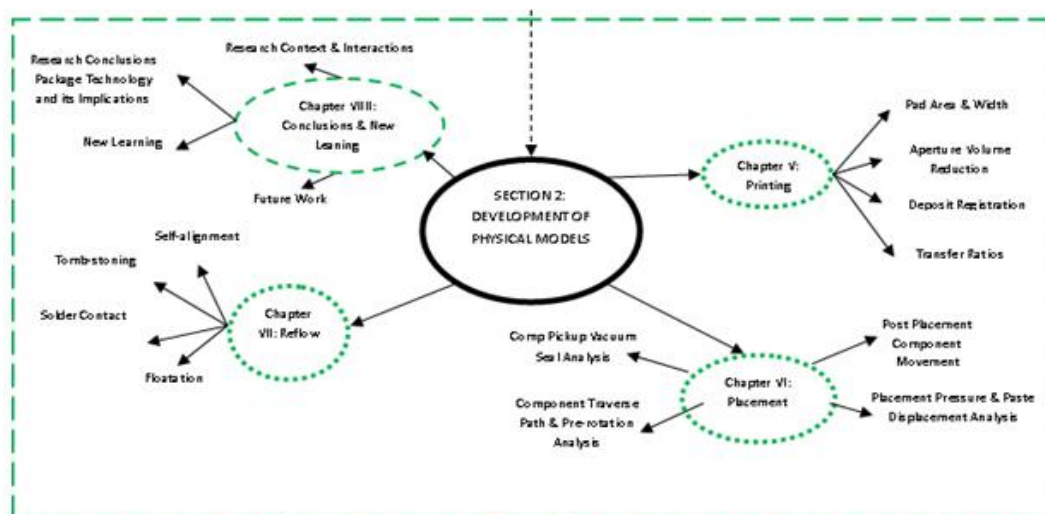 Research Context & Interactions
Research Conclusions
Package Technology
and its Implications
New Learning
Chapter VIII:
Conclusions & New
Leaning
Future Work
SECTION 2:
DEVELOPMENT OF
PHYSICAL MODELS
Chapter V:
Printing
Pad Area & Width
Aperture Volume
Reduction
Deposit Registration
Transfer Ratios
Self-alignment
Tomb-stoning
Solder Contact
Floatation
Chapter
VII: Reflow
Comp Pickup Vacuum
Seal Analysis
Component Traverse
Path & Pre-rotation
Analysis
Chapter VI:
Placement
Post Placement
Component
Movement
Placement Pressure & Paste
Displacement Analysis